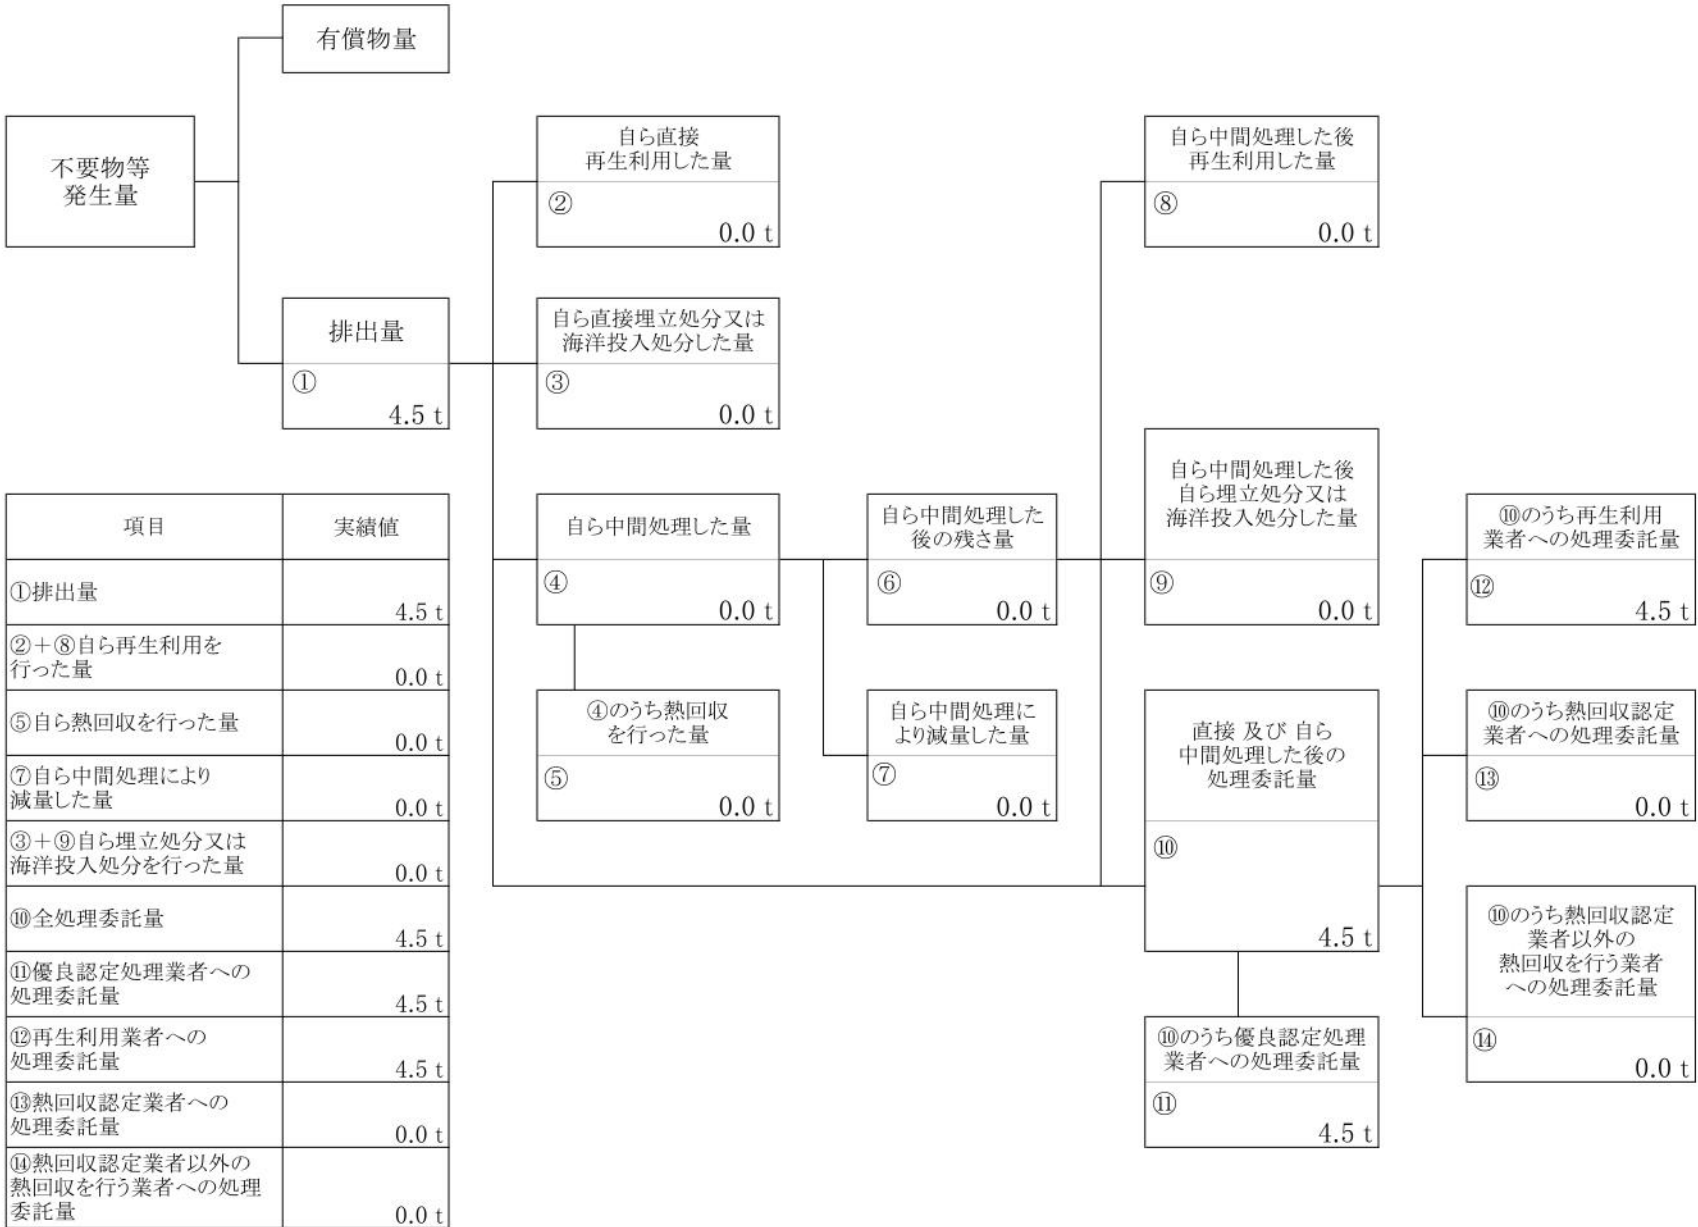 有償物量
不要物等
発生量
自ら直接
再生利用した量
②
0.0 t
自ら中間処理した後
再生利用した量
⑧
0.0 t
排出量
①
4.5 t
自ら直接埋立処分又は
海洋投入処分した量
③
0.0 t
自ら中間処理した量
④
0.0 t
自ら中間処理した
後の残さ量
⑥
0.0 t
自ら中間処理した後
自ら埋立処分又は
海洋投入処分した量
⑨
0.0 t
⑩のうち再生利用
業者への処理委託量
⑫
4.5 t
④のうち熱回収
を行った量
⑤
0.0 t
自ら中間処理に
より減量した量
⑦
0.0 t
直接 及び 自ら
中間処理した後の
処理委託量
⑩
4.5 t
⑩のうち熱回収認定
業者への処理委託量
⑬
0.0 t
⑩のうち熱回収認定
業者以外の
熱回収を行う業者
への処理委託量
⑭
0.0 t
⑩のうち優良認定処理
業者への処理委託量
⑪
4.5 t
項目
実績値
①排出量
4.5 t
②＋⑧自ら再生利用を
行った量
0.0 t
⑤自ら熱回収を行った量
0.0 t
⑦自ら中間処理により
減量した量
0.0 t
③＋⑨自ら埋立処分又は
海洋投入処分を行った量
0.0 t
⑩全処理委託量
4.5 t
⑪優良認定処理業者への
処理委託量
4.5 t
⑫再生利用業者への
処理委託量
4.5 t
⑬熱回収認定業者への
処理委託量
0.0 t
⑭熱回収認定業者以外の
熱回収を行う業者への処理
委託量
0.0 t